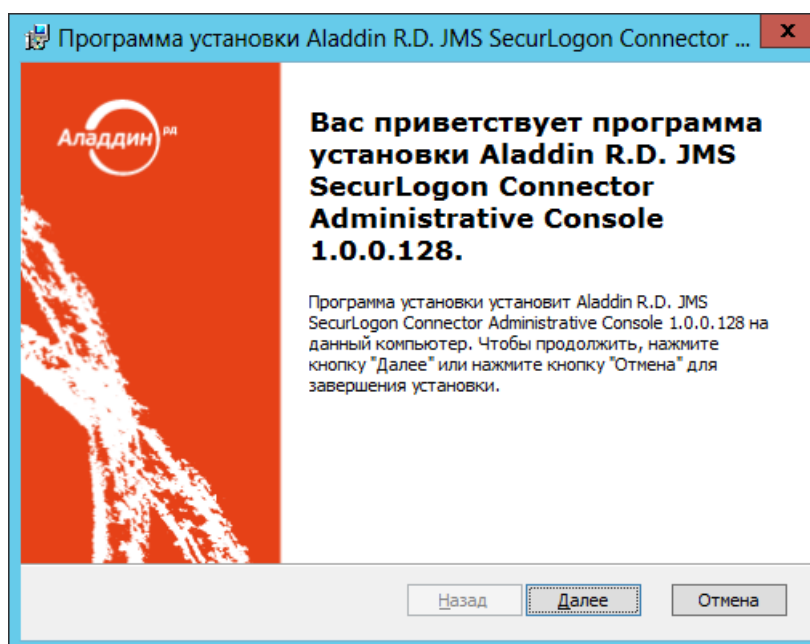 Программа установки Aladdin R.D. JMS SecurLogon Connector ...
Аладдин РД
Вас приветствует программа
установки Aladdin R.D. JMS
SecurLogon Connector
Administrative Console
1.0.0.128.
Программа установки установит Aladdin R.D. JMS
SecurLogon Connector Administrative Console 1.0.0.128 на
данный компьютер. Чтобы продолжить, нажмите
кнопку "Далее" или нажмите кнопку "Отмена" для
завершения установки.
Назад Далее Отмена